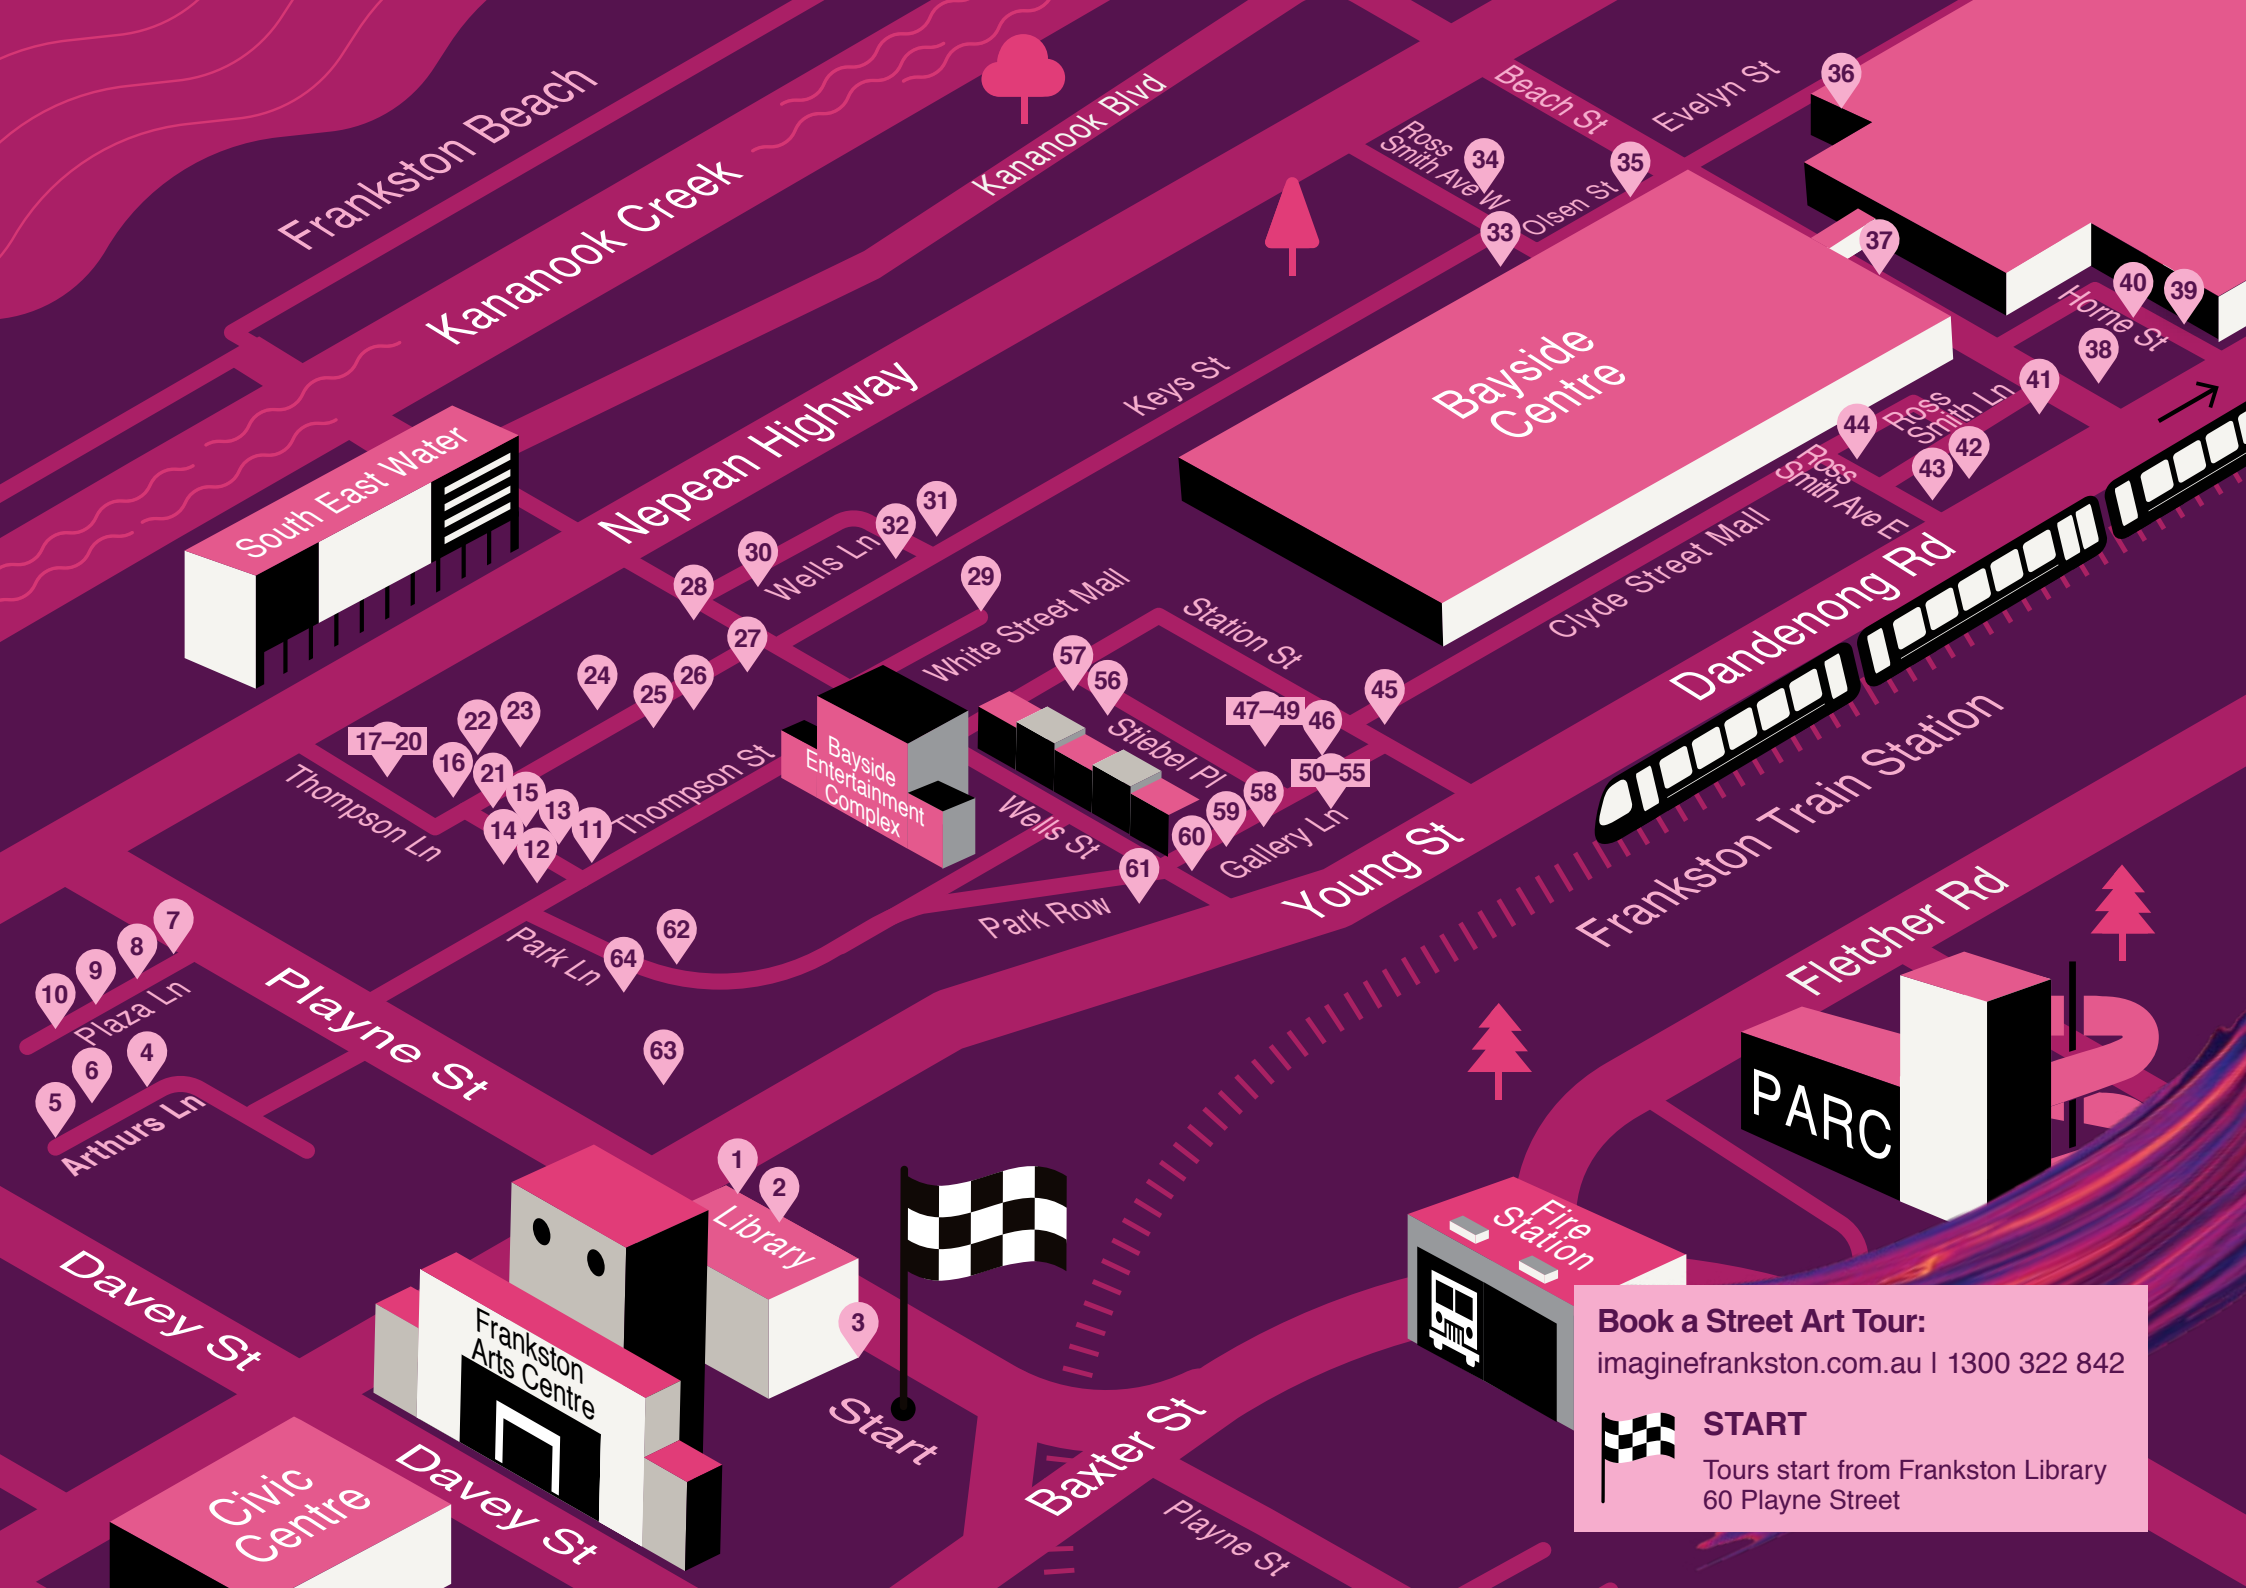 Frankston Beach
Kananook Creek
Kananook Blvd
Beach St
Evelyn St
36
Ross
Smith Ave W
34
35
Olsen St
33
37
40
39
Horne St
38
41
Bayside
Centre
Keys St
Nepean Highway
South East Water
Ross
Smith Ln
44
42
43
Ross
Smith Ave E
31
32
30
Wells Ln
28
29
27
White Street Mall
Station St
Clyde Street Mall
Dandenong Rd
24
25
26
57
56
45
47–49
46
22
23
17–20
16
21
15
13
11
14
12
Thompson Ln
Thompson St
Bayside
Entertainment
Complex
Stiebel Pl
50–55
58
59
60
Gallery Ln
Wells St
61
Young St
Frankston Train Station
Park Row
Fletcher Rd
62
64
Park Ln
63
7
8
9
10
Plaza Ln
Playne St
4
6
5
Arthurs Ln
PARC
1
2
Library
3
Start
Davey St
Frankston
Arts Centre
Davey St
Civic
Centre
Fire
Station
Baxter St
Playne St
Book a Street Art Tour:
imaginefrankston.com.au | 1300 322 842
START
Tours start from Frankston Library
60 Playne Street